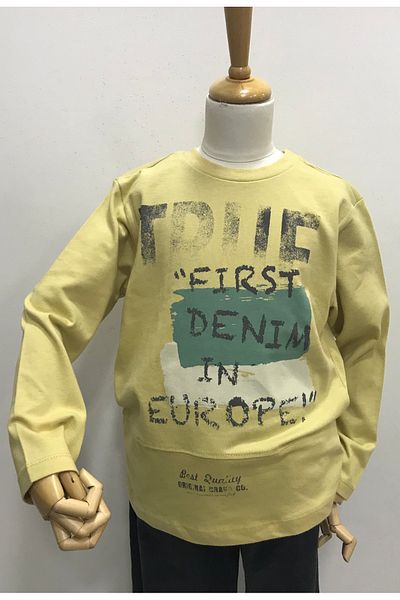 TRUE
"FIRST
DENIM
IN
EUROPE!"
Best Quality
ORIGINAL BRAND CO.